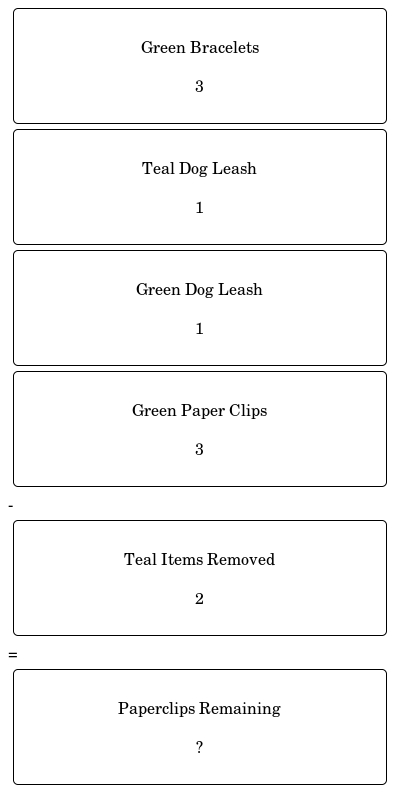 Green Bracelets
3
Teal Dog Leash
1
Green Dog Leash
1
Green Paper Clips
3
-
Teal Items Removed
2
=
Paperclips Remaining
?